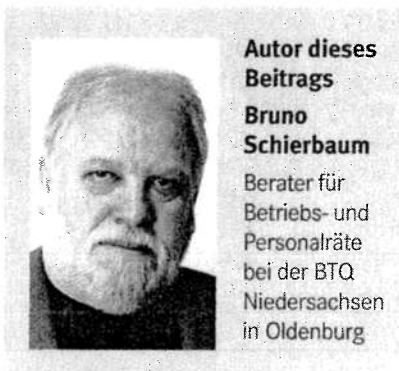 Autor dieses
Beitrags
Bruno
Schierbaum
Berater für
Betriebs- und
Personalräte
bei der BTQ
Niedersachsen
in Oldenburg